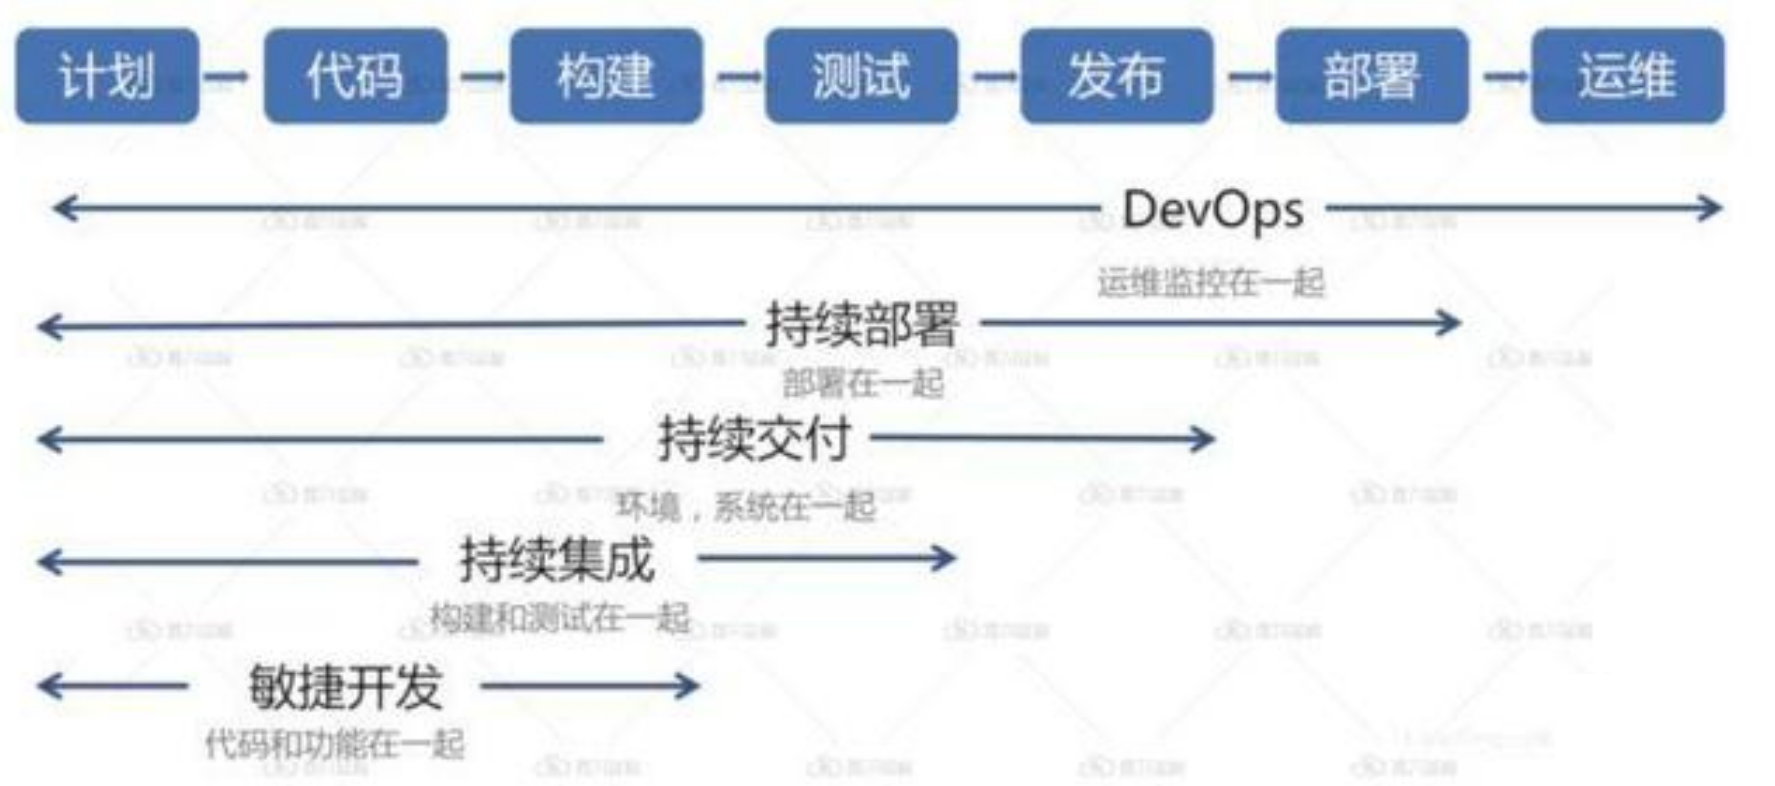 计划 代码 构建 测试 发布 部署 运维
DevOps
运维监控在一起
持续部署
部署在一起
持续交付
环境，系统在一起
持续集成
构建和测试在一起
敏捷开发
代码和功能在一起